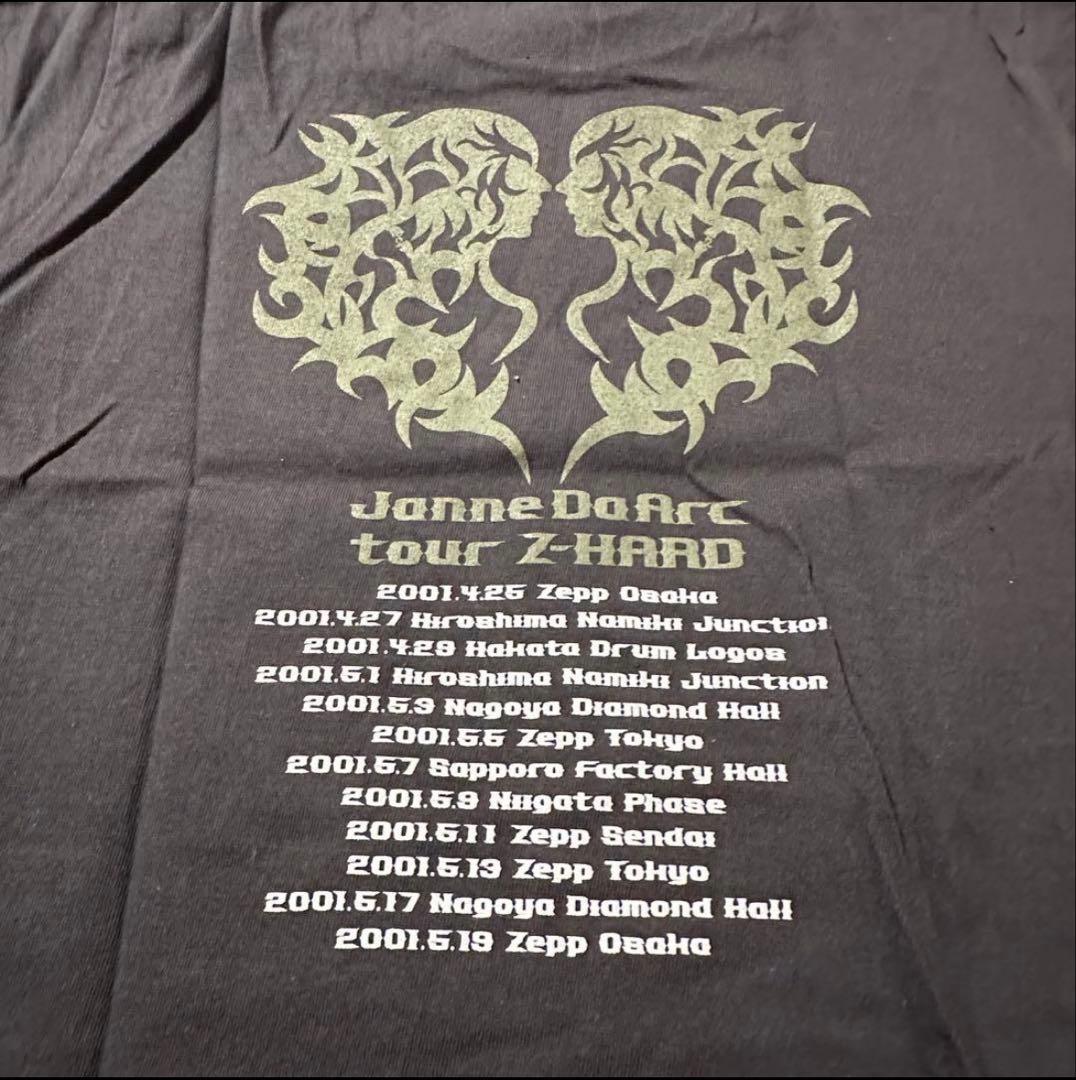 Janne Da Arc
tour Z-HARD
2001.4.25 Zepp Osaka
2001.4.27 Hiroshima Namiki Junction
2001.4.29 Hakata Drum Logos
2001.5.1 Hiroshima Namiki Junction
2001.5.3 Nagoya Diamond Hall
2001.5.5 Zepp Tokyo
2001.5.7 Sapporo Factory Hall
2001.5.9 Niigata Phase
2001.5.11 Zepp Sendai
2001.5.13 Zepp Tokyo
2001.5.17 Nagoya Diamond Hall
2001.5.19 Zepp Osaka